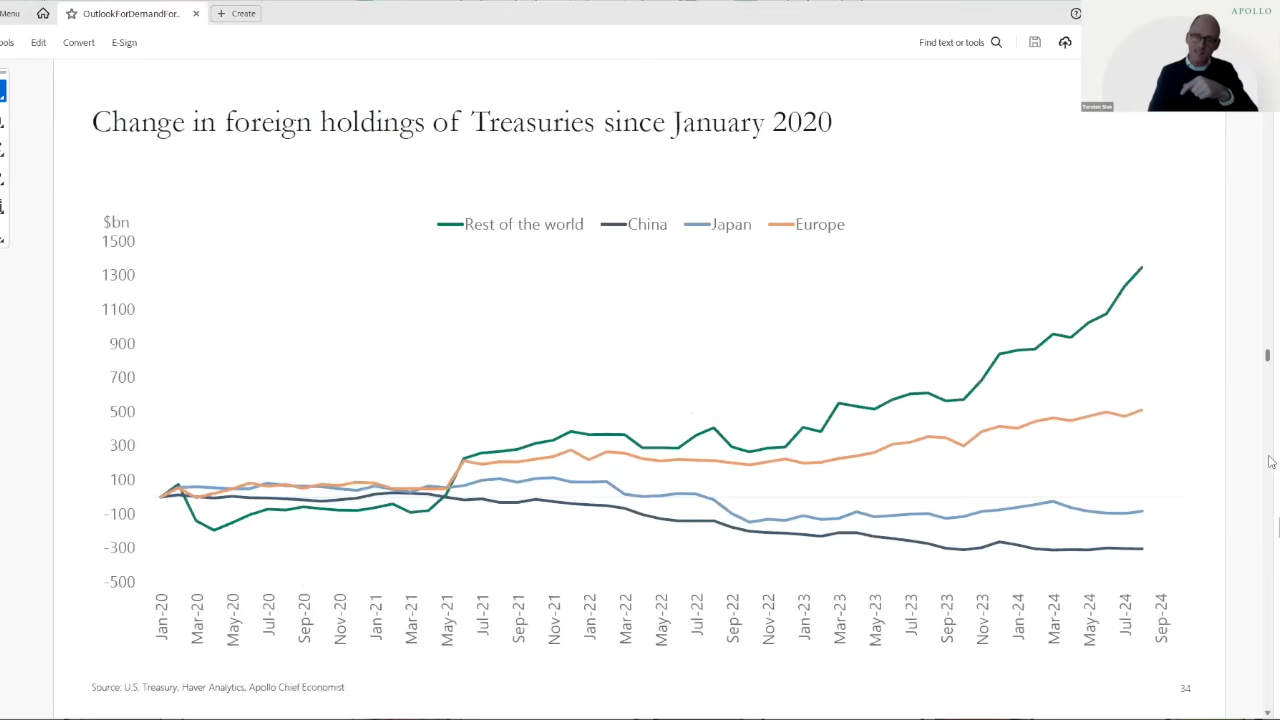 Menu
OutlookForDemandFor...
Create
Edit
Convert
E-Sign
Find text or tools
APOLLO
Torsten Slok
Change in foreign holdings of Treasuries since January 2020
$bn
Rest of the world
China
Japan
Europe
1500
1300
1100
900
700
500
300
100
-100
-300
-500
Jan-20
Mar-20
May-20
Jul-20
Sep-20
Nov-20
Jan-21
Mar-21
May-21
Jul-21
Sep-21
Nov-21
Jan-22
Mar-22
May-22
Jul-22
Sep-22
Nov-22
Jan-23
Mar-23
May-23
Jul-23
Sep-23
Nov-23
Jan-24
Mar-24
May-24
Jul-24
Sep-24
Source: U.S. Treasury, Haver Analytics, Apollo Chief Economist
34